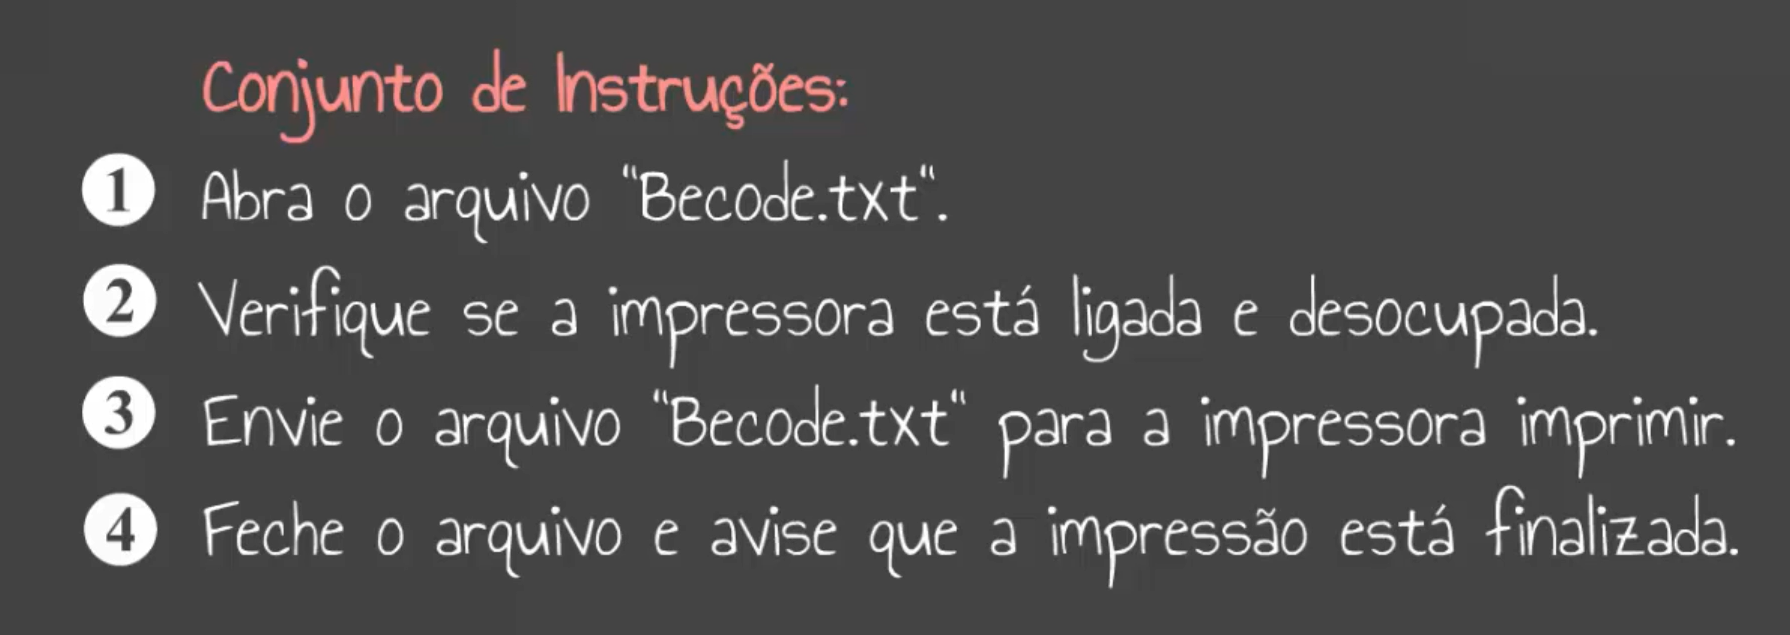 Conjunto de Instruções:
1 Abra o arquivo "Becode.txt".
2 Verifique se a impressora está ligada e desocupada.
3 Envie o arquivo "Becode.txt" para a impressora imprimir.
4 Feche o arquivo e avise que a impressão está finalizada.